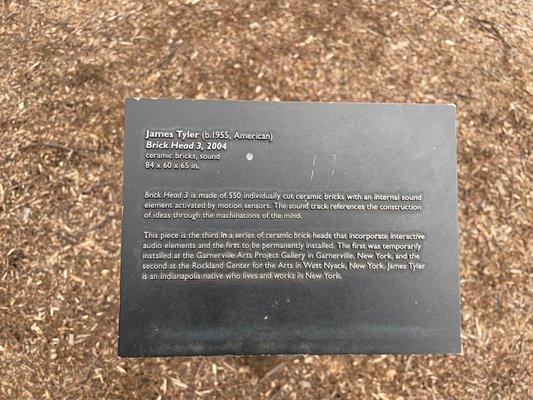 James Tyler (b.1955, American)
Brick Head 3, 2004
ceramic bricks, sound
84 x 60 x 65 in.
Brick Head 3 is made of 550 individually cut ceramic bricks with an internal sound
element activated by motion sensors. The sound track references the construction
of ideas through the machinations of the mind.
This piece is the third in a series of ceramic brick heads that incorporate interactive
audio elements and the first to be permanently installed. The first was temporarily
installed at the Garnerville Arts Project Gallery in Garnerville, New York, and the
second at the Rockland Center for the Arts in West Nyack, New York. James Tyler
is an Indianapolis native who lives and works in New York.